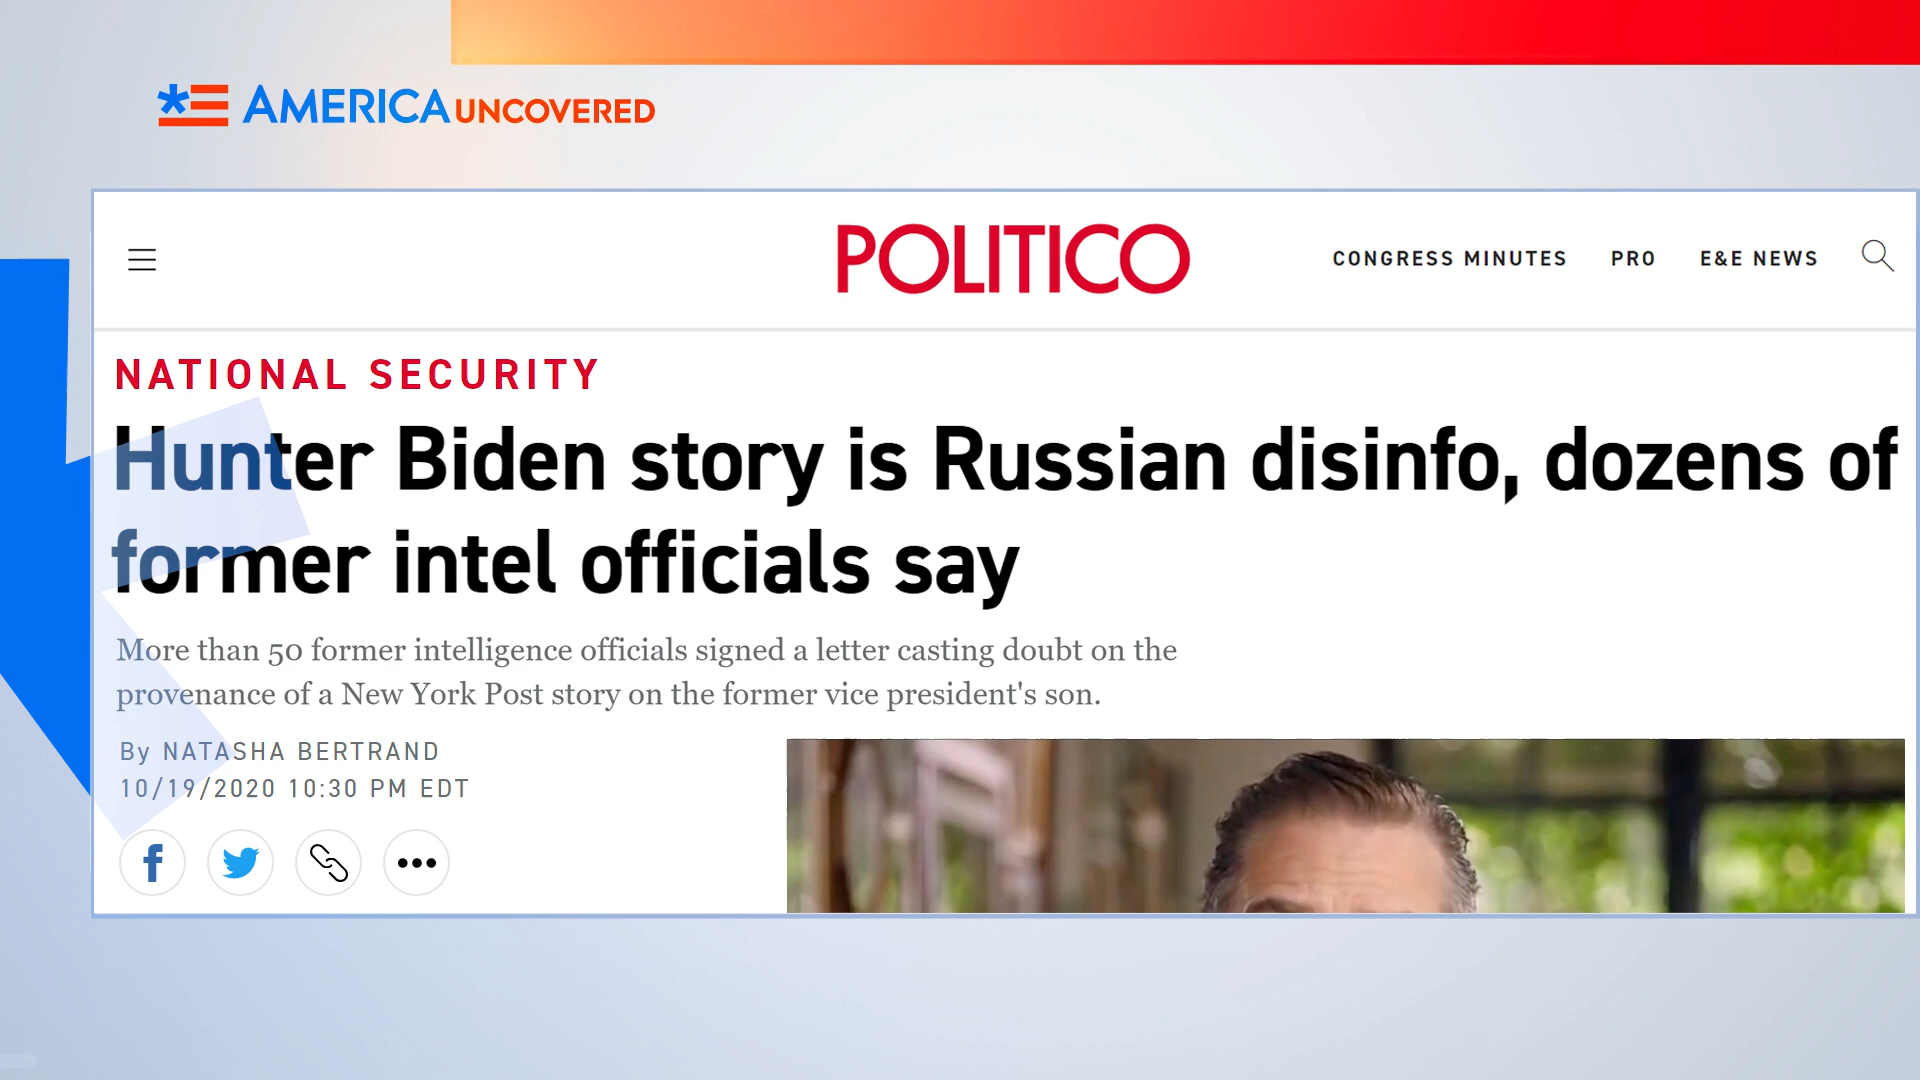 AMERICA UNCOVERED
POLITICO
CONGRESS MINUTES PRO E&E NEWS
NATIONAL SECURITY
Hunter Biden story is Russian disinfo, dozens of
former intel officials say
More than 50 former intelligence officials signed a letter casting doubt on the
provenance of a New York Post story on the former vice president's son.
By NATASHA BERTRAND
10/19/2020 10:30 PM EDT